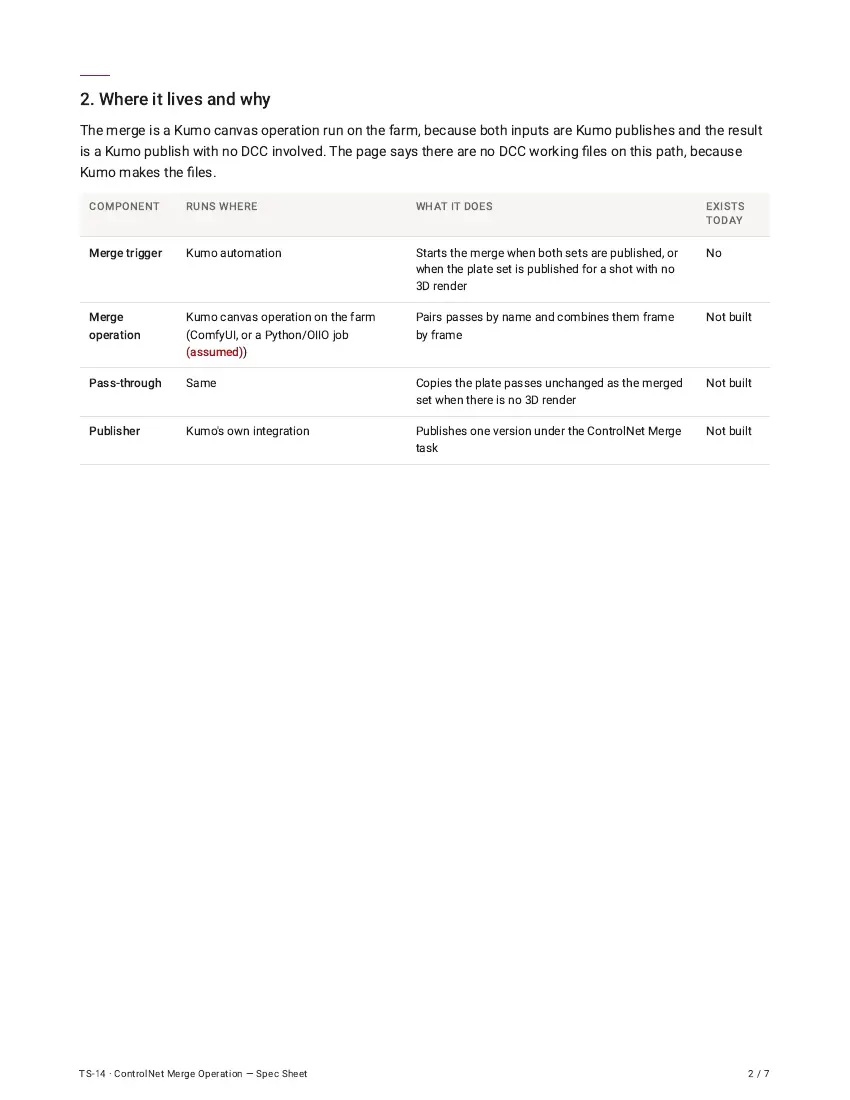 2. Where it lives and why
The merge is a Kumo canvas operation run on the farm, because both inputs are Kumo publishes and the result
is a Kumo publish with no DCC involved. The page says there are no DCC working files on this path, because
Kumo makes the files.
COMPONENT RUNS WHERE WHAT IT DOES EXISTS
TODAY
Merge trigger Kumo automation Starts the merge when both sets are published, or No
when the plate set is published for a shot with no
3D render
Merge Kumo canvas operation on the farm Pairs passes by name and combines them frame Not built
operation (ComfyUI, or a Python/OIIO job by frame
(assumed))
Pass-through Same Copies the plate passes unchanged as the merged Not built
set when there is no 3D render
Publisher Kumo's own integration Publishes one version under the ControlNet Merge Not built
task
TS-14 · ControlNet Merge Operation — Spec Sheet 2 / 7